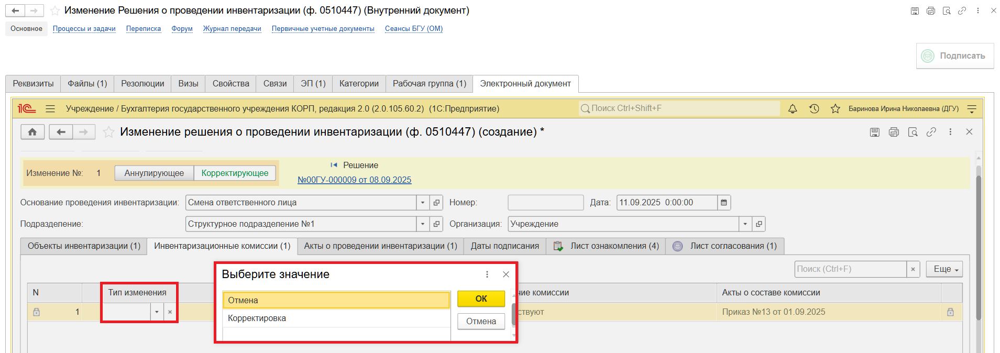 Изменение Решения о проведении инвентаризации (ф. 0510447) (Внутренний документ)
Основное Процессы и задачи Переписка Форум Журнал передачи Первичные учетные документы Сеансы БГУ (ОМ)
Подписать
Реквизиты Файлы (1) Резолюции Визы Свойства Связи ЭП (1) Категории Рабочая группа (1) Электронный документ
1С Учреждение / Бухгалтерия государственного учреждения КОРП, редакция 2.0 (2.0.105.60.2) (1С:Предприятие) Поиск Ctrl+Shift+F Баринова Ирина Николаевна (ДГУ)
Изменение решения о проведении инвентаризации (ф. 0510447) (создание) *
Изменение №: 1 Аннулирующее Корректирующее Решение
№00ГУ-000009 от 08.09.2025
Основание проведения инвентаризации: Смена ответственного лица Номер: Дата: 11.09.2025 0:00:00
Подразделение: Структурное подразделение №1 Организация: Учреждение
Объекты инвентаризации (1) Инвентаризационные комиссии (1) Акты о проведении инвентаризации (1) Даты подписания Лист ознакомления (4) Лист согласования (1)
Поиск (Ctrl+F) × Еще
Выберите значение
N Тип изменения чие комиссии Акты о составе комиссии
Отмена ОК
1 ствуют Приказ №13 от 01.09.2025
Корректировка Отмена